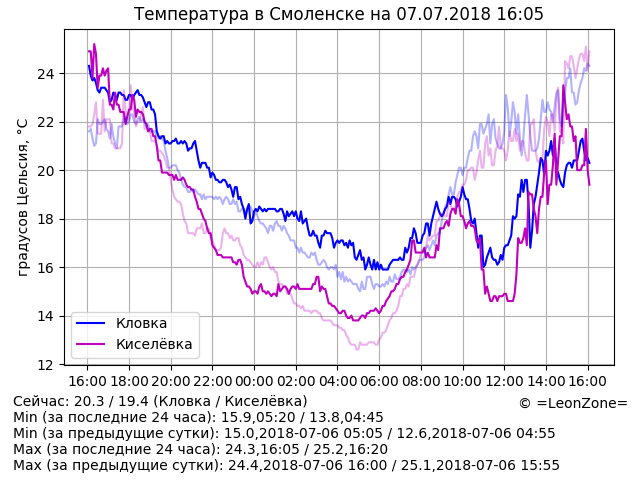 Температура в Смоленске на 07.07.2018 16:05
градусов Цельсия, °C
24
22
20
18
16
14
12
Кловка
Киселёвка
16:00 18:00 20:00 22:00 00:00 02:00 04:00 06:00 08:00 10:00 12:00 14:00 16:00
Сейчас: 20.3 / 19.4 (Кловка / Киселёвка)
© =LeonZone=
Min (за последние 24 часа): 15.9,05:20 / 13.8,04:45
Min (за предыдущие сутки): 15.0,2018-07-06 05:05 / 12.6,2018-07-06 04:55
Max (за последние 24 часа): 24.3,16:05 / 25.2,16:20
Max (за предыдущие сутки): 24.4,2018-07-06 16:00 / 25.1,2018-07-06 15:55